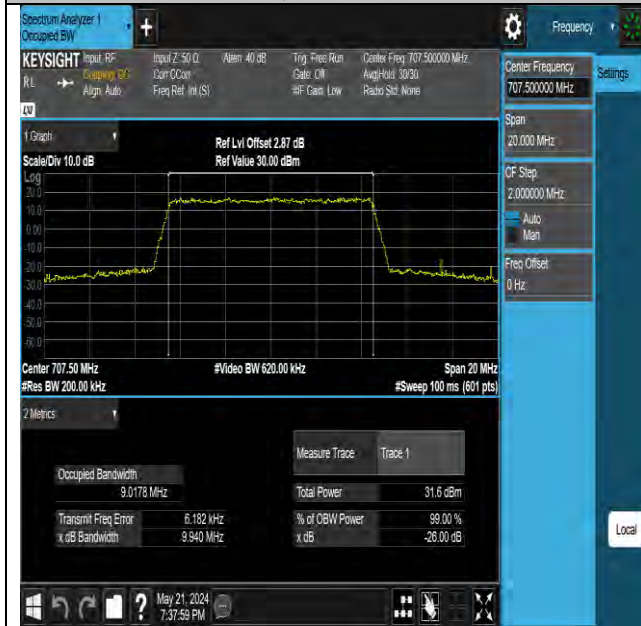 Spectrum Analyzer 1
Occupied BW
+
Frequency
KEYSIGHT Input: RF Input Z: 50 Ω Atten: 40 dB Trig: Free Run Center Freq: 707.500000 MHz
RL Coupling: DC Corr CCorr Gate: Off Avg|Hold: 30/30
Align: Auto Freq Ref: Int (S) #IF Gain: Low Radio Std: None
LXI
Center Frequency
707.500000 MHz
Settings
Span
20.000 MHz
CF Step
2.000000 MHz
Auto
Man
Freq Offset
0 Hz
1 Graph
Ref Lvl Offset 2.87 dB
Scale/Div 10.0 dB Ref Value 30.00 dBm
Log
20.0
10.0
0.00
-10.0
-20.0
-30.0
-40.0
-50.0
-60.0
Center 707.50 MHz #Video BW 620.00 kHz Span 20 MHz
#Res BW 200.00 kHz #Sweep 100 ms (601 pts)
2 Metrics
Measure Trace Trace 1
Occupied Bandwidth
9.0178 MHz Total Power 31.6 dBm
Transmit Freq Error 6.182 kHz % of OBW Power 99.00 %
x dB Bandwidth 9.940 MHz x dB -26.00 dB
Local
?
May 21, 2024
7:37:59 PM